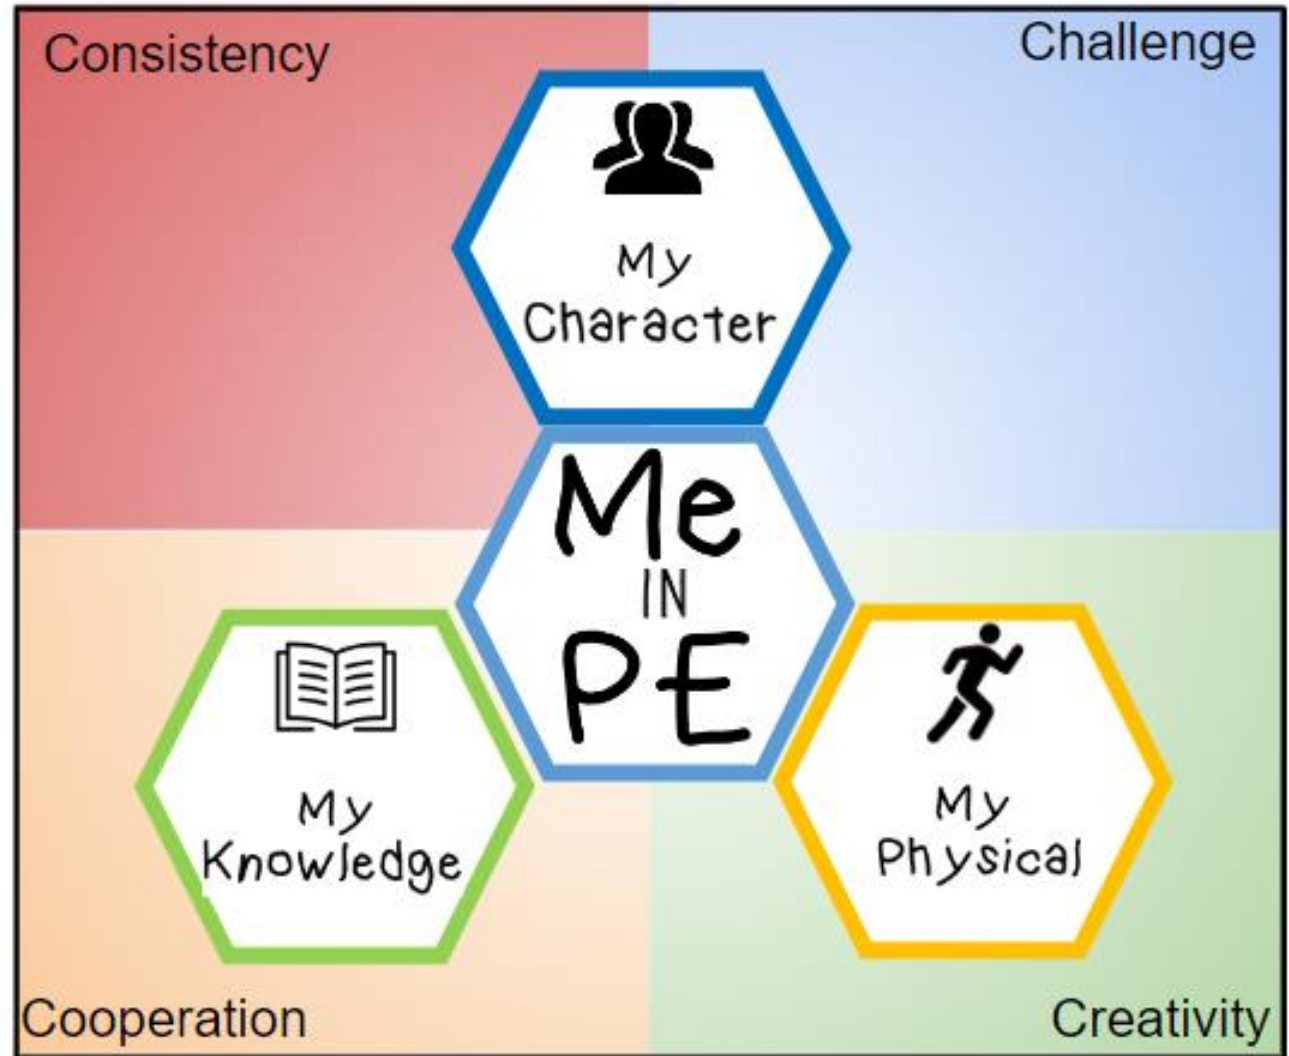 Consistency
Challenge
My
Character
Me
IN
PE
My
Knowledge
My
Physical
Cooperation
Creativity